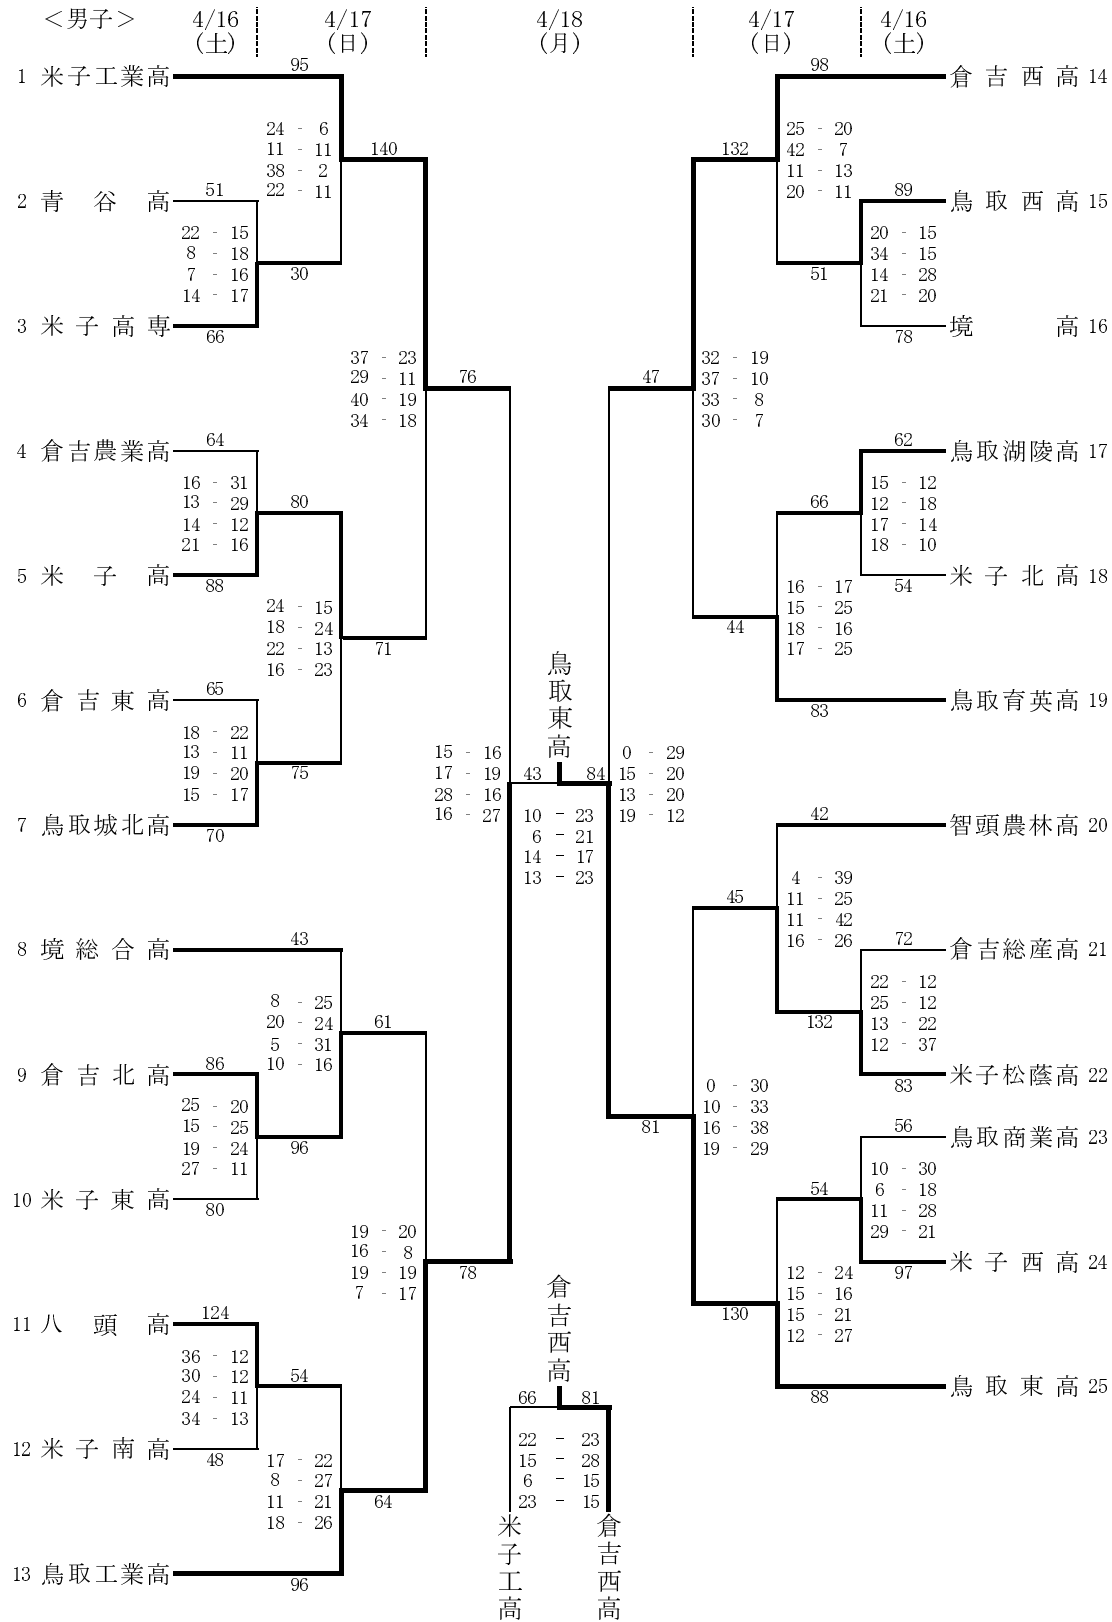 ＜男子＞ 4/16 4/17 4/18 4/17 4/16
(土) (日) (月) (日) (土)
1 米子工業高
95
24 - 6
11 - 11
38 - 2
22 - 11
140
2 青谷高
51
22 - 15
8 - 18
7 - 16
14 - 17
30
3 米子高専
66
37 - 23
29 - 11
40 - 19
34 - 18
76
4 倉吉農業高
64
16 - 31
13 - 29
14 - 12
21 - 16
80
5 米子高
88
24 - 15
18 - 24
22 - 13
16 - 23
71
6 倉吉東高
65
18 - 22
13 - 11
19 - 20
15 - 17
75
7 鳥取城北高
70
15 - 16
17 - 19
28 - 16
16 - 27
8 境総合高
43
8 - 25
20 - 24
5 - 31
10 - 16
61
9 倉吉北高
86
25 - 20
15 - 25
19 - 24
27 - 11
96
10 米子東高
80
19 - 20
16 - 8
19 - 19
7 - 17
78
11 八頭高
124
36 - 12
30 - 12
24 - 11
34 - 13
54
12 米子南高
48
17 - 22
8 - 27
11 - 21
18 - 26
64
13 鳥取工業高
96
鳥取東高
43 84
10 - 23
6 - 21
14 - 17
13 - 23
倉吉西高
66 81
22 - 23
15 - 28
6 - 15
23 - 15
米子工高
倉吉西高
98
倉吉西高 14
132
25 - 20
42 - 7
11 - 13
20 - 11
89
鳥取西高 15
20 - 15
34 - 15
14 - 28
21 - 20
51
78
境高 16
47
32 - 19
37 - 10
33 - 8
30 - 7
62
鳥取湖陵高 17
15 - 12
12 - 18
17 - 14
18 - 10
66
54
米子北高 18
16 - 17
15 - 25
18 - 16
17 - 25
44
83
鳥取育英高 19
0 - 29
15 - 20
13 - 20
19 - 12
42
智頭農林高 20
4 - 39
11 - 25
11 - 42
16 - 26
45
72
倉吉総産高 21
22 - 12
25 - 12
13 - 22
12 - 37
132
83
米子松蔭高 22
0 - 30
10 - 33
16 - 38
19 - 29
81
56
鳥取商業高 23
10 - 30
6 - 18
11 - 28
29 - 21
54
97
米子西高 24
12 - 24
15 - 16
15 - 21
12 - 27
130
88
鳥取東高 25